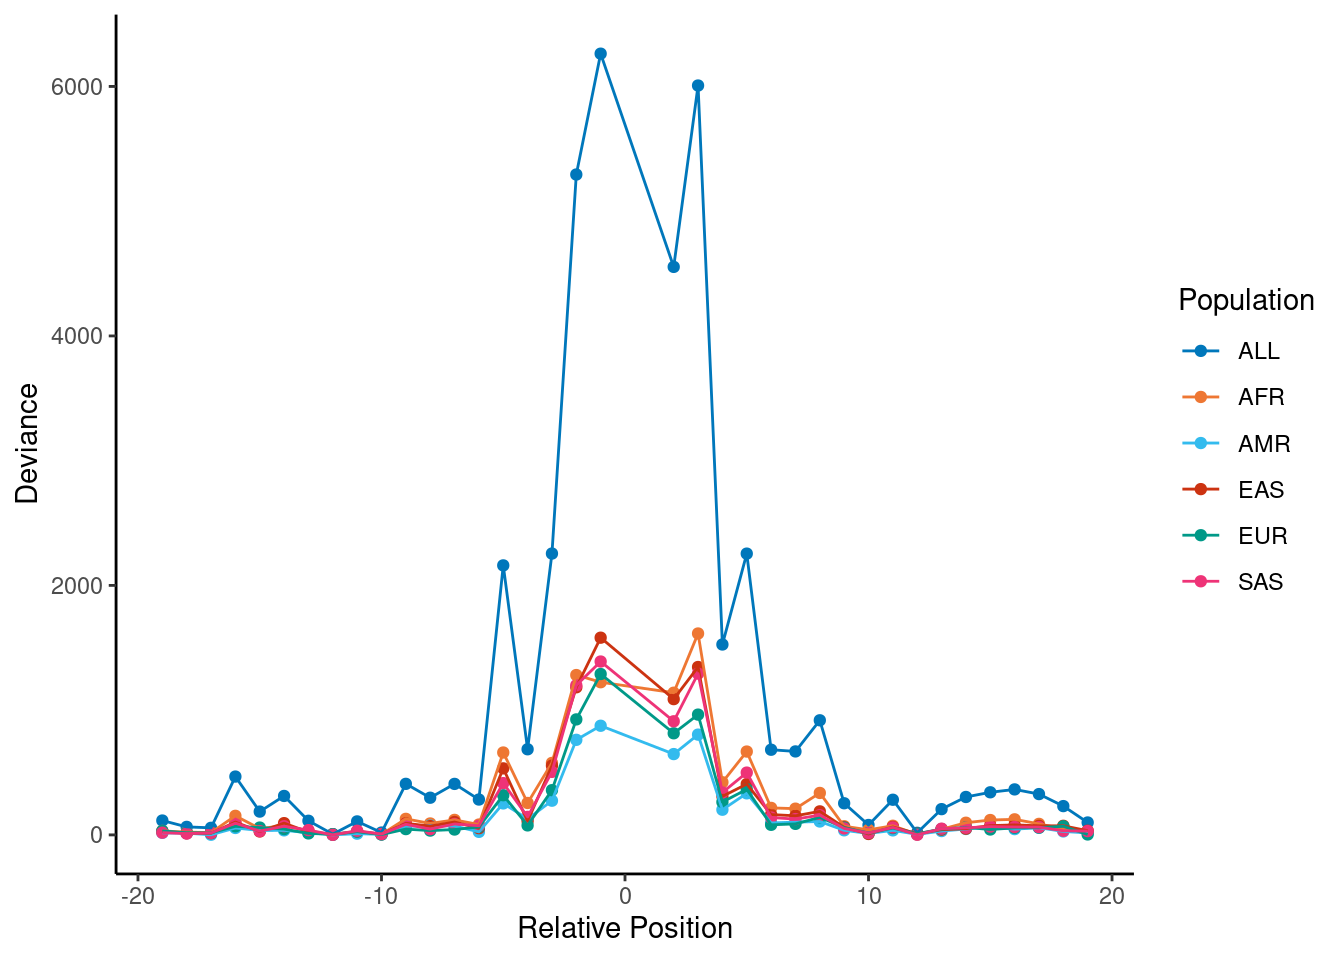 6000
4000
2000
0
Deviance
-20
-10
0
10
20
Relative Position
Population
ALL
AFR
AMR
EAS
EUR
SAS